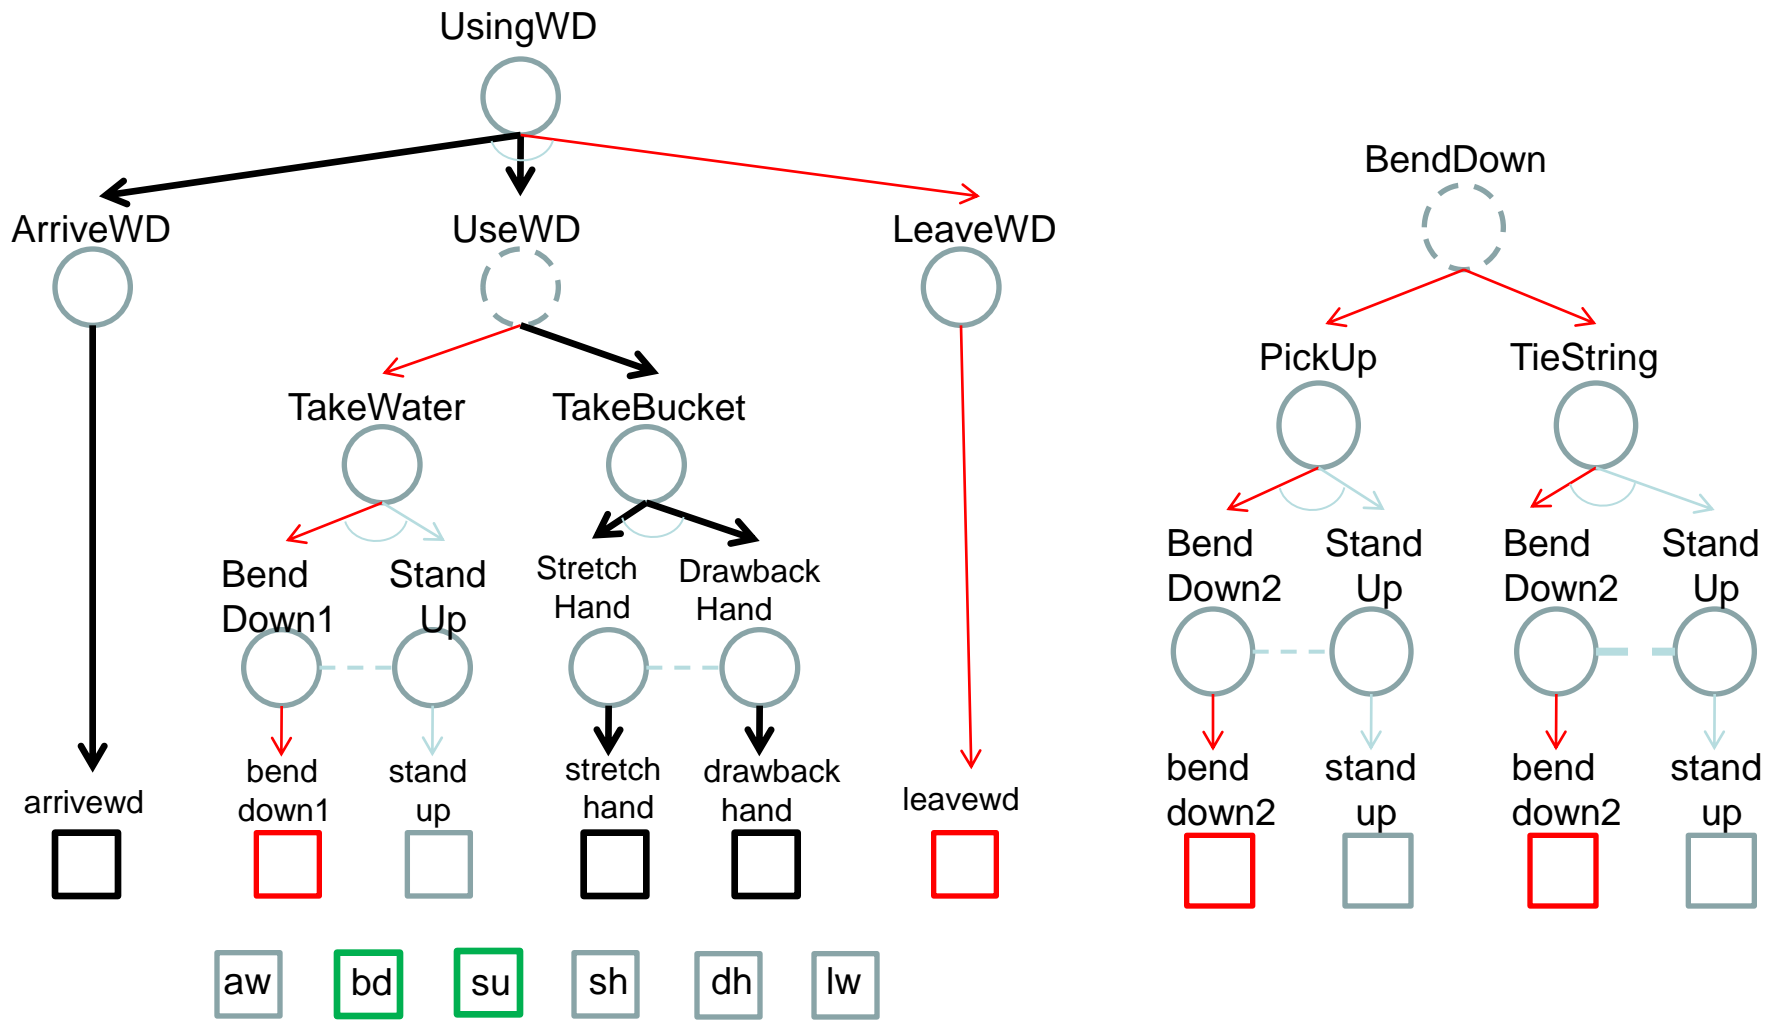 UsingWD
BendDown
ArriveWD
UseWD
LeaveWD
PickUp
TieString
TakeWater
TakeBucket
Bend
Down1
Stand
Up
Stretch
Hand
Drawback
Hand
Bend
Down2
Stand
Up
Bend
Down2
Stand
Up
arrivewd
bend
down1
stand
up
stretch
hand
drawback
hand
leavewd
bend
down2
stand
up
bend
down2
stand
up
aw
bd
su
sh
dh
lw